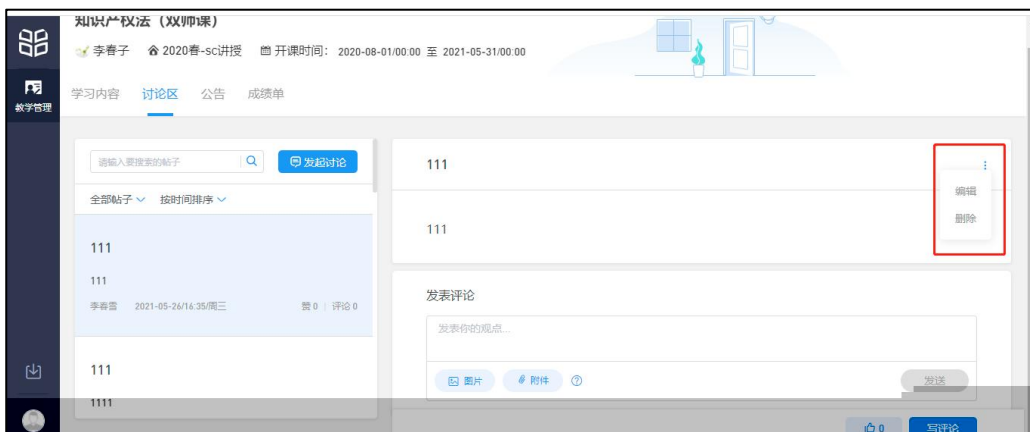 知识产权法（双师课）
李春子 2020春-sc讲授 开课时间： 2020-08-01/00:00 至 2021-05-31/00:00
教学管理
学习内容 讨论区 公告 成绩单
请输入要搜索的帖子 发起讨论
全部帖子 按时间排序
111
111
李春雪 2021-05-26/16:35/周三 赞 0 评论 0
111
1111
111
编辑
删除
111
发表评论
发表你的观点...
图片 附件 发送
0 写评论